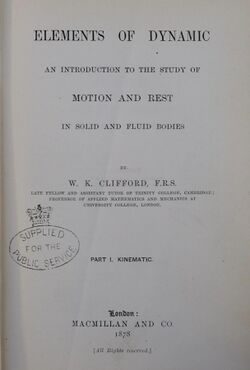 ELEMENTS OF DYNAMIC
AN INTRODUCTION TO THE STUDY OF
MOTION AND REST
IN SOLID AND FLUID BODIES
BY
W. K. CLIFFORD, F.R.S.
LATE FELLOW AND ASSISTANT TUTOR OF TRINITY COLLEGE, CAMBRIDGE;
PROFESSOR OF APPLIED MATHEMATICS AND MECHANICS AT
UNIVERSITY COLLEGE, LONDON.
SUPPLIED
FOR THE
PUBLIC SERVICE
PART I. KINEMATIC.
London:
MACMILLAN AND CO.
1878
[All Rights reserved.]